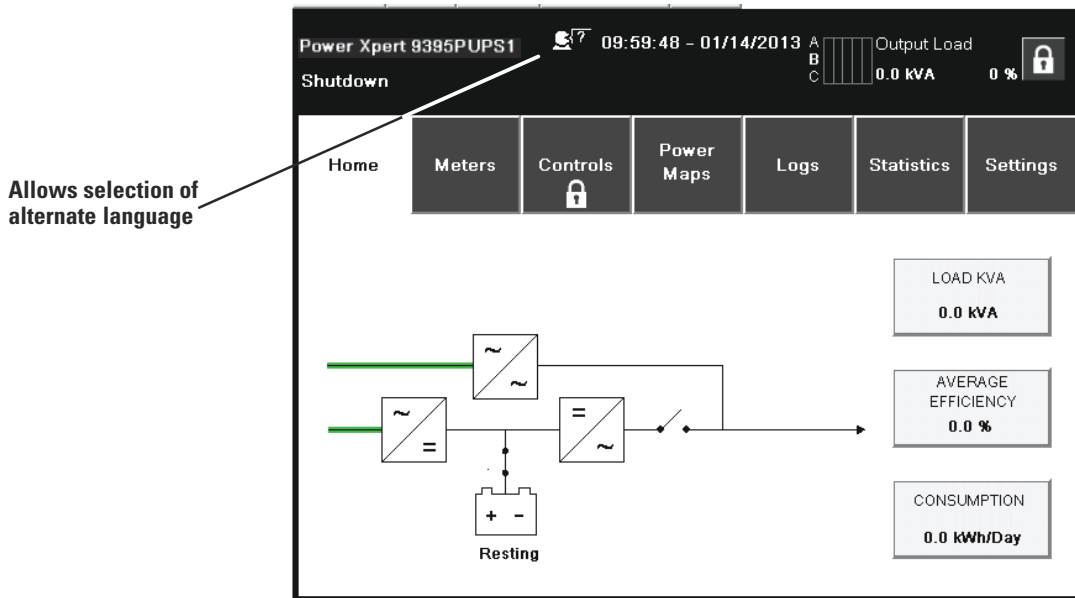 Power Xpert 9395PUPS1
? 09:59:48 - 01/14/2013
Shutdown
A
B
C
Output Load
0.0 kVA 0 %
Home
Meters
Controls
Power
Maps
Logs
Statistics
Settings
Allows selection of
alternate language
LOAD KVA
0.0 kVA
AVERAGE
EFFICIENCY
0.0 %
CONSUMPTION
0.0 kWh/Day
~
~
~
=
=
~
+ -
Resting